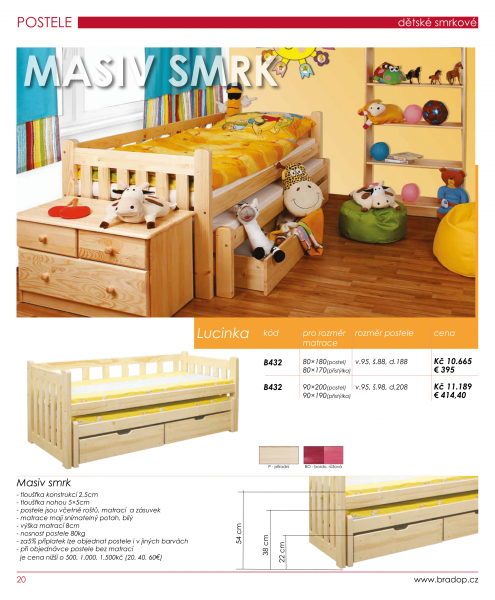 POSTELE
dětské smrkové
MASIV SMRK
Lucinka kód pro rozměr matrace rozměr postele cena
B432 80×180(postel) v.95, š.88, d.188 Kč 10.665
80×170(přistýlka) € 395
B432 90×200(postel) v.95, š.98, d.208 Kč 11.189
90×190(přistýlka) € 414,40
P - přírodní
BO - bordo, růžová
Masiv smrk
- tloušťka konstrukcí 2,5cm
- tloušťka nohou 5×5cm
- postele jsou včetně roštů, matrací a zásuvek
- matrace mají snímatelný potah, bílý
- výška matrací 8cm
- nosnost postele 80kg
- za5% příplatek lze objednat postele i v jiných barvách
- při objednávce postele bez matrací
je cena nižší o 500, 1.000, 1.500kč (20, 40, 60€)
54 cm
38 cm
22 cm
20
www.bradop.cz